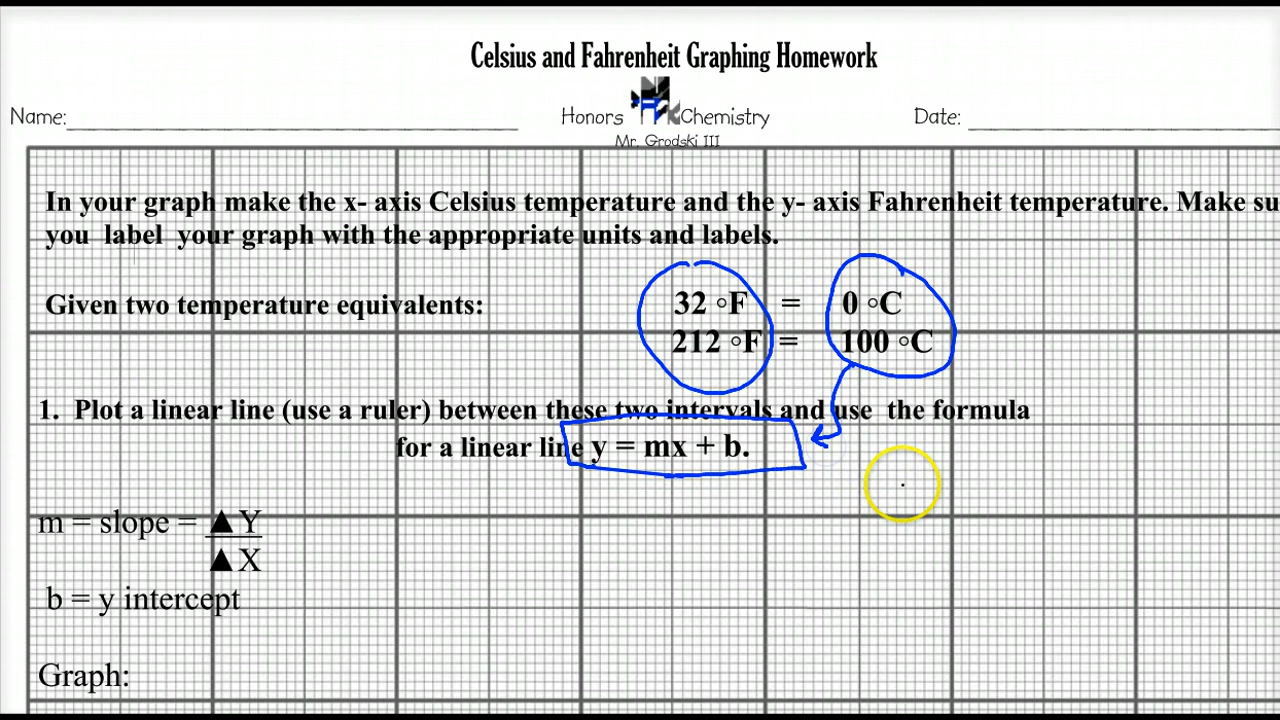 Celsius and Fahrenheit Graphing Homework
Name: Honors Chemistry Date:
Mr. Grodski III
In your graph make the x- axis Celsius temperature and the y- axis Fahrenheit temperature. Make su
you label your graph with the appropriate units and labels.
Given two temperature equivalents: 32 ∘F = 0 ∘C
212 ∘F = 100 ∘C
1. Plot a linear line (use a ruler) between these two intervals and use the formula
for a linear line y = mx + b.
m = slope = ▲Y
▲X
b = y intercept
Graph: